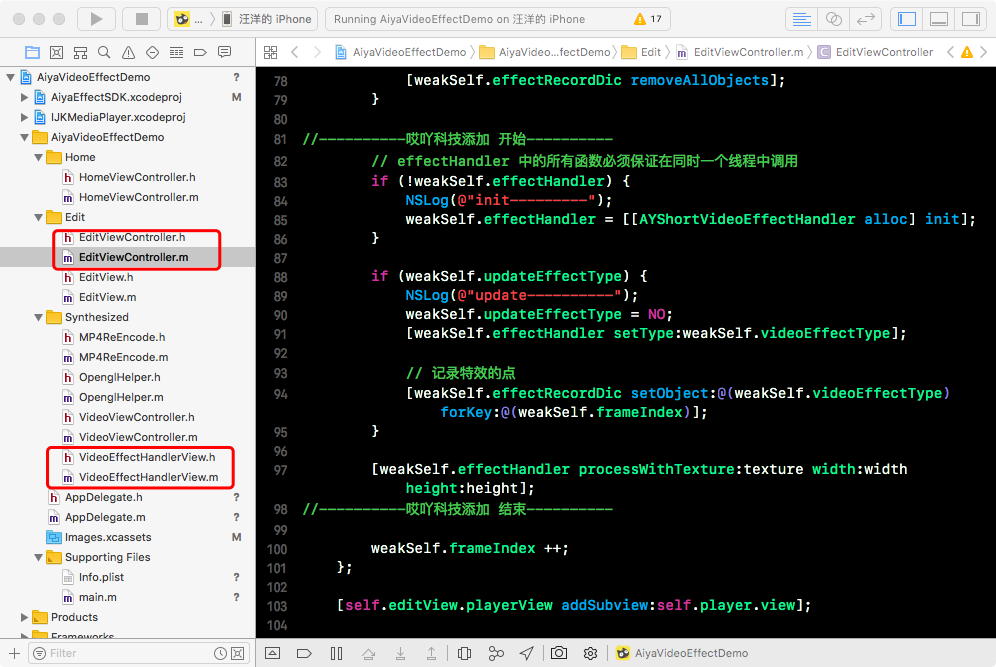 ... 汪洋的 iPhone
Running AiyaVideoEffectDemo on 汪洋的 iPhone
17
AiyaVideoEffectDemo
AiyaVideo...fectDemo
Edit
EditViewController.m
EditViewController
AiyaVideoEffectDemo ?
AiyaEffectSDK.xcodeproj M
IJKMediaPlayer.xcodeproj
AiyaVideoEffectDemo
Home
h HomeViewController.h
m HomeViewController.m
Edit
h EditViewController.h
m EditViewController.m
h EditView.h
m EditView.m
Synthesized
h MP4ReEncode.h
m MP4ReEncode.m
h OpenglHelper.h
m OpenglHelper.m
h VideoViewController.h
m VideoViewController.m
h VideoEffectHandlerView.h
m VideoEffectHandlerView.m
h AppDelegate.h ?
m AppDelegate.m ?
Images.xcassets M
Supporting Files
Info.plist ?
m main.m ?
Products
Frameworks
Filter
78 [weakSelf.effectRecordDic removeAllObjects];
79 }
80
81 //----------哎吖科技添加 开始----------
82 // effectHandler 中的所有函数必须保证在同时一个线程中调用
83 if (!weakSelf.effectHandler) {
84 NSLog(@"init---------");
85 weakSelf.effectHandler = [[AYShortVideoEffectHandler alloc] init];
86 }
87
88 if (weakSelf.updateEffectType) {
89 NSLog(@"update----------");
90 weakSelf.updateEffectType = NO;
91 [weakSelf.effectHandler setType:weakSelf.videoEffectType];
92
93 // 记录特效的点
94 [weakSelf.effectRecordDic setObject:@(weakSelf.videoEffectType)
forKey:@(weakSelf.frameIndex)];
95 }
96
97 [weakSelf.effectHandler processWithTexture:texture width:width
height:height];
98 //----------哎吖科技添加 结束----------
99
100 weakSelf.frameIndex ++;
101 };
102
103 [self.editView.playerView addSubview:self.player.view];
104
AiyaVideoEffectDemo